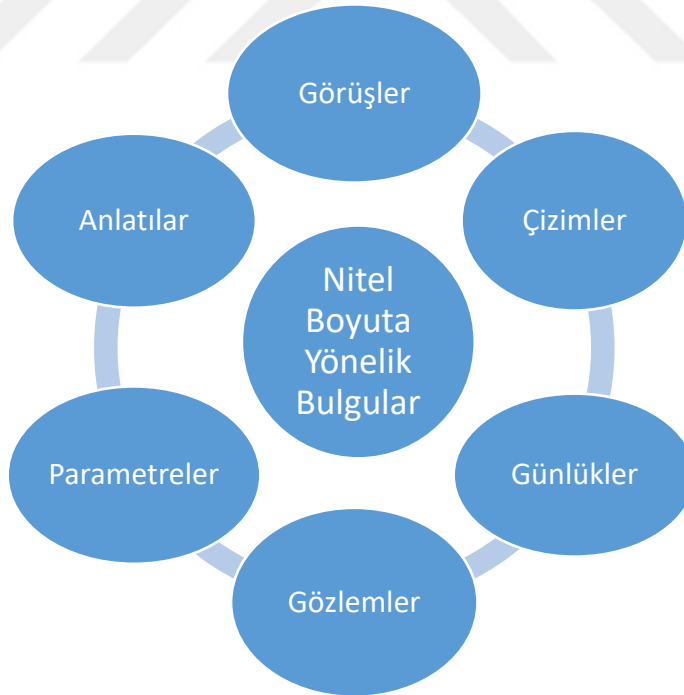 Görüşler
Anlatılar
Çizimler
Nitel
Boyuta
Yönelik
Bulgular
Parametreler
Günlükler
Gözlemler